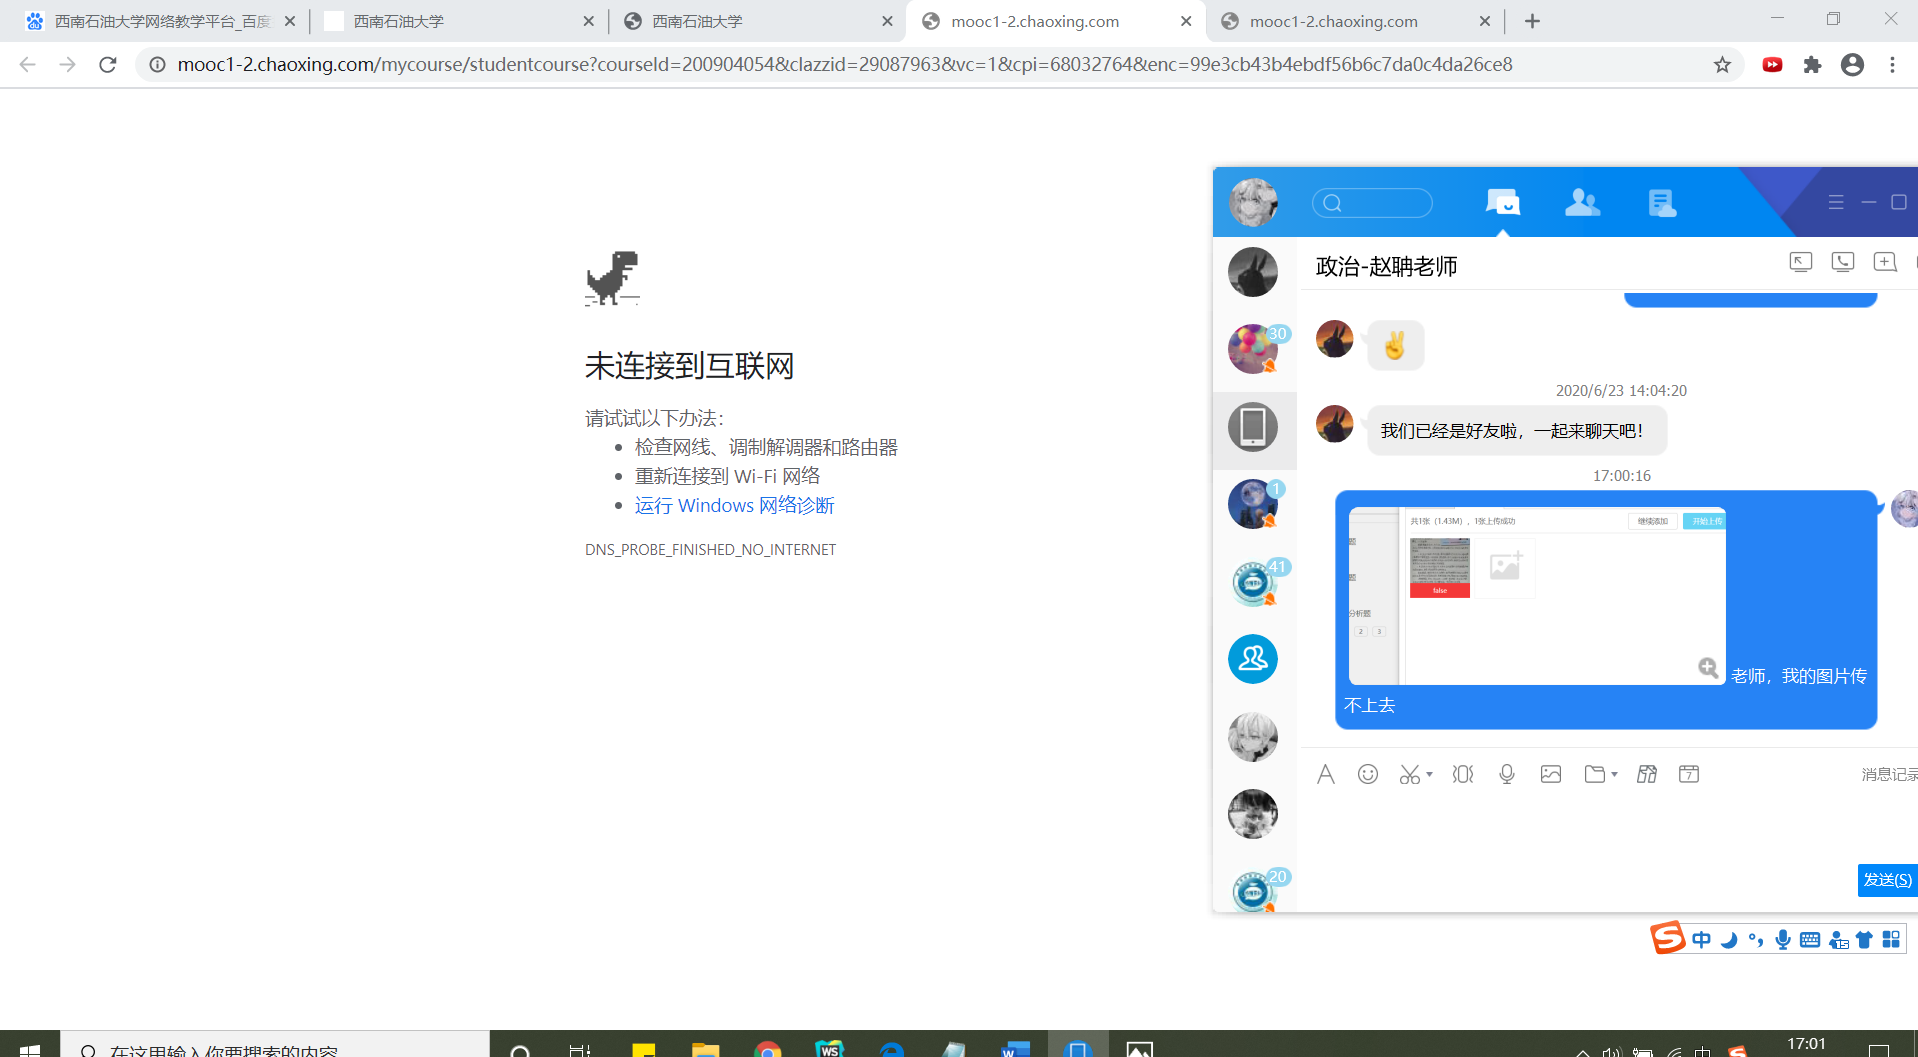 西南石油大学网络教学平台_百度
西南石油大学
西南石油大学
mooc1-2.chaoxing.com
mooc1-2.chaoxing.com
mooc1-2.chaoxing.com/mycourse/studentcourse?courseId=200904054&clazzid=29087963&vc=1&cpi=68032764&enc=99e3cb43b4ebdf56b6c7da0c4da26ce8
未连接到互联网
请试试以下办法：
检查网线、调制解调器和路由器
重新连接到 Wi-Fi 网络
运行 Windows 网络诊断
DNS_PROBE_FINISHED_NO_INTERNET
政治-赵聃老师
30
2020/6/23 14:04:20
我们已经是好友啦，一起来聊天吧！
17:00:16
1
共1张（1.43M），1张上传成功
继续添加
开始上传
题
false
题
41
分析题
2 3
老师，我的图片传
不上去
消息记录
7
20
发送(S)
中
在这里输入你要搜索的内容
WS
17:01